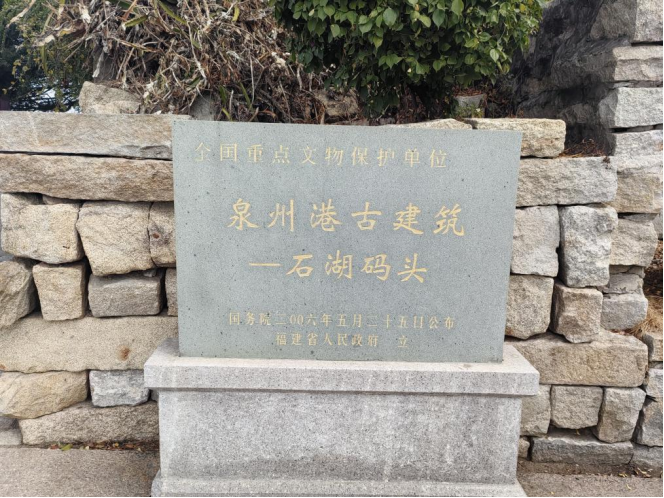 全国重点文物保护单位
泉州港古建筑
—石湖码头
国务院二〇〇六年五月二十五日公布
福建省人民政府 立